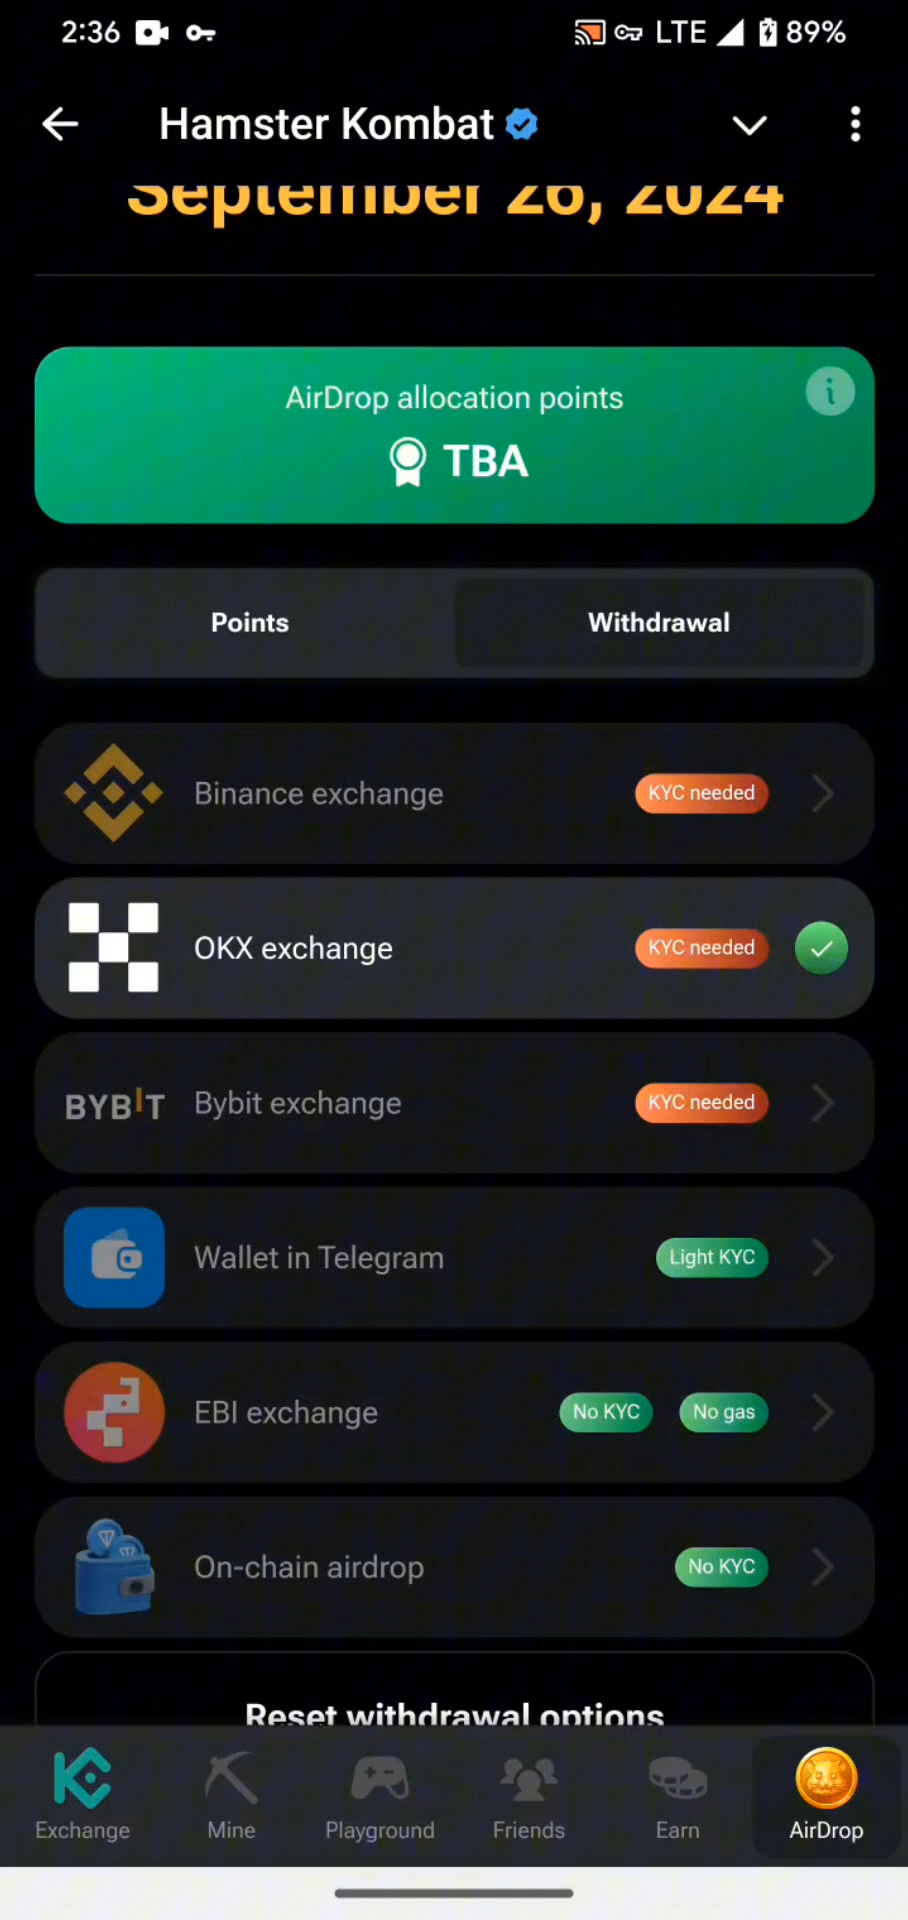 2:36 LTE 89%
Hamster Kombat
September 26, 2024
AirDrop allocation points
TBA
Points Withdrawal
Binance exchange KYC needed
OKX exchange KYC needed
BYBIT Bybit exchange KYC needed
Wallet in Telegram Light KYC
EBI exchange No KYC No gas
On-chain airdrop No KYC
Reset withdrawal options
Exchange Mine Playground Friends Earn AirDrop